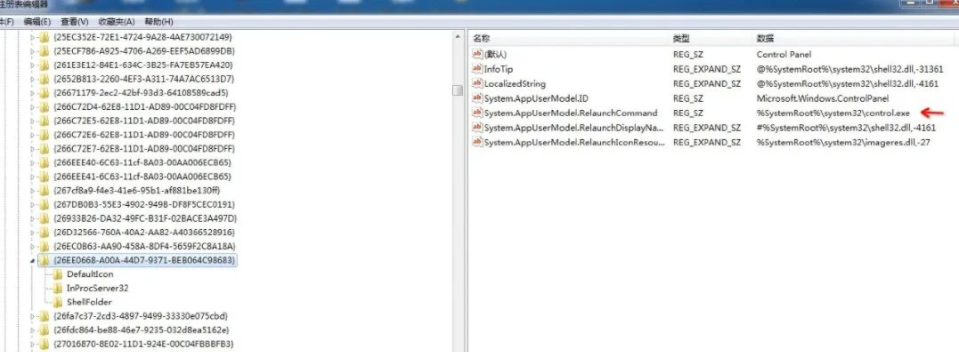 注册表编辑器
件(F) 编辑(E) 查看(V) 收藏夹(A) 帮助(H)
{25EC352E-72E1-4724-9A28-4AE730072149}
{25ECF786-A925-4706-A269-EEF5AD6899DB}
{261E3E12-84E1-634C-AF72-FA7EB57EA420}
{2652B813-2260-4EF3-A311-74A7AC6513D7}
{26671179-2ec2-42bf-93d3-64108589cad5}
{266C72D4-62E8-11D1-AD89-00C04FD8FDFF}
{266C72E5-62E8-11D1-AD89-00C04FD8FDFF}
{266C72E6-62E8-11D1-AD89-00C04FD8FDFF}
{266C72E7-62E8-11D1-AD89-00C04FD8FDFF}
{266EEE40-6C63-11cf-8A03-00AA006ECB65}
{266EEE41-6C63-11cf-8A03-00AA006ECB65}
{267cf8a9-f4e3-41e6-95b1-af881be130ff}
{267DB0B3-55E3-4902-9498-DF8F5CEC0191}
{26933B26-DA32-49FC-B31F-02BACE3A497D}
{26D32566-760A-40A2-AA82-A40366528916}
{26EC0B63-AA90-458A-8DF4-5659F2C8A18A}
{26EE0668-A00A-44D7-9371-BEB064C98683}
DefaultIcon
InProcServer32
ShellFolder
{26fa7c37-2cd3-4897-9499-33330e075cbd}
{26fdc864-be88-46e7-9235-032d8ea5162e}
{27016870-8E02-11D1-924E-00C04FBBBFB3}
名称 类型 数据
(默认) REG_SZ Control Panel
InfoTip REG_EXPAND_SZ @%SystemRoot%\system32\shell32.dll,-31361
LocalizedString REG_EXPAND_SZ @%SystemRoot%\system32\shell32.dll,-4161
System.AppUserModel.ID REG_SZ Microsoft.Windows.ControlPanel
System.AppUserModel.RelaunchCommand REG_SZ %SystemRoot%\system32\control.exe
System.AppUserModel.RelaunchDisplayNa... REG_EXPAND_SZ #%SystemRoot%\system32\shell32.dll,-4161
System.AppUserModel.RelaunchIconResou... REG_EXPAND_SZ %SystemRoot%\system32\imageres.dll,-27